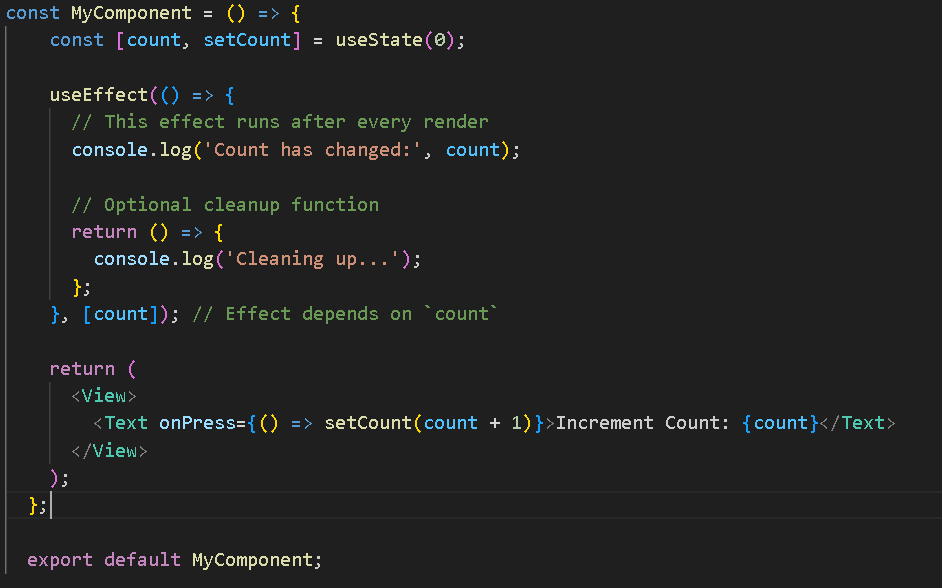 const MyComponent = () => {
const [count, setCount] = useState(0);
useEffect(() => {
// This effect runs after every render
console.log('Count has changed:', count);
// Optional cleanup function
return () => {
console.log('Cleaning up...');
};
}, [count]); // Effect depends on `count`
return (
<View>
<Text onPress={() => setCount(count + 1)}>Increment Count: {count}</Text>
</View>
);
};
export default MyComponent;